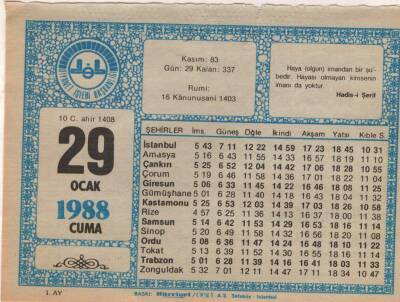 Kasım: 83
Gün: 29 Kalan: 337
Rumi:
16 Kânunusani 1403
Haya (olgun) imandan bir şu'-
bedir. Hayası olmayan kimsenin
imanı da yoktur.
Hadis-i Şerif
10 C. ahir 1408
29
OCAK
1988
CUMA
1. AY
ŞEHİRLER İms. Güneş Öğle İkindi Akşam Yatsı Kıble S.
İstanbul 5 43 7 11 12 22 14 59 17 23 18 45 10 31
Amasya 5 16 6 43 11 55 14 33 16 57 18 19 11 10
Çankırı 5 25 6 52 12 04 14 42 17 06 18 28 10 55
Çorum 5 19 6 46 11 58 14 36 17 01 18 22 11 04
Giresun 5 06 6 33 11 45 14 22 16 46 18 08 11 25
Gümüşhane 5 01 6 28 11 40 14 18 16 43 18 04 11 32
Kastamonu 5 25 6 53 12 03 14 39 17 03 18 26 10 58
Rize 4 57 6 25 11 36 14 13 16 37 18 00 11 38
Samsun 5 14 6 42 11 53 14 29 16 53 18 16 11 14
Sinop 5 20 6 49 11 58 14 32 16 56 18 20 11 08
Ordu 5 08 6 36 11 47 14 24 16 48 18 10 11 22
Tokat 5 13 6 39 11 52 14 31 16 55 18 16 11 14
Trabzon 5 01 6 28 11 39 14 16 16 41 18 03 11 33
Zonguldak 5 32 7 01 12 11 14 47 17 11 18 34 10 47
BASKI: Hürriyet A.Ş. Sefaköy - İstanbul